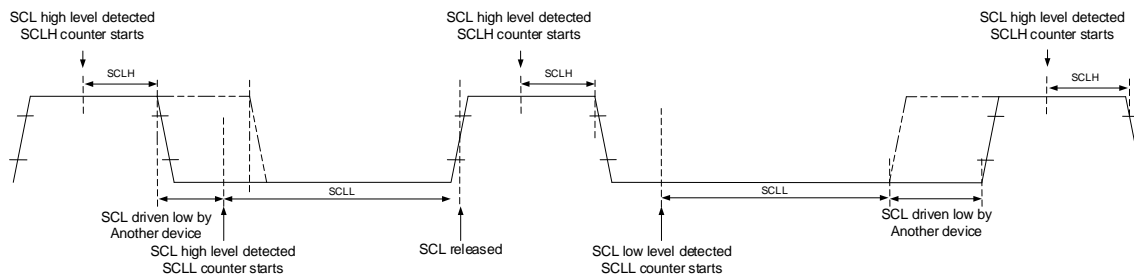 SCL high level detected
SCLH counter starts
SCL high level detected
SCLH counter starts
SCL high level detected
SCLH counter starts
SCLH
SCLH
SCLH
SCLL
SCLL
SCL driven low by
Another device
SCL high level detected
SCLL counter starts
SCL released
SCL low level detected
SCLL counter starts
SCL driven low by
Another device